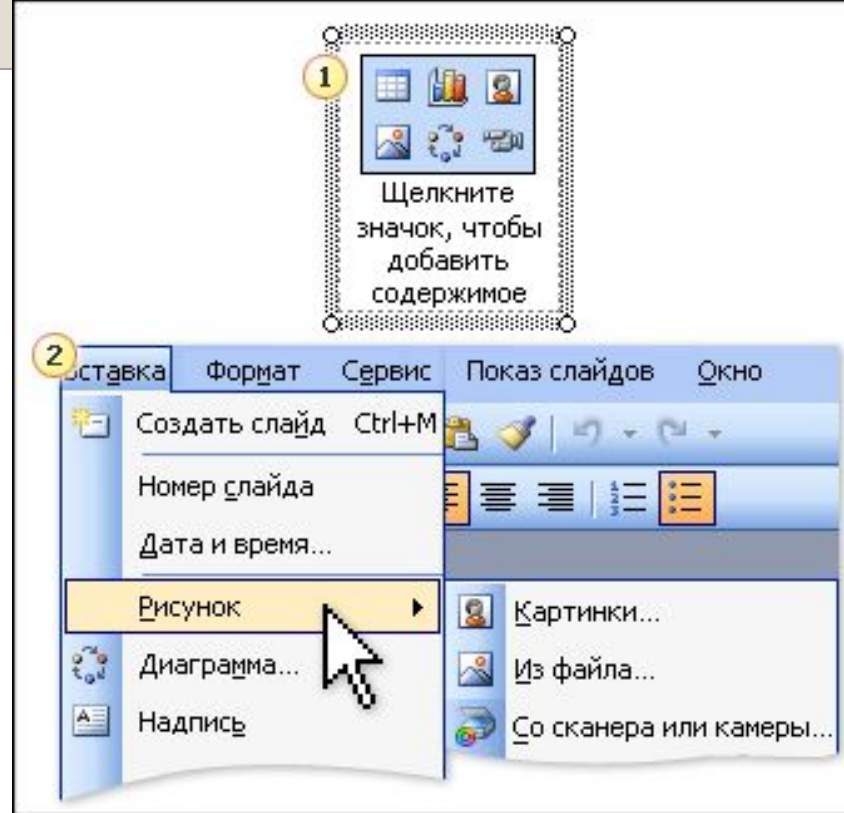 1
Щелкните
значок, чтобы
добавить
содержимое
2
ставка Формат Сервис Показ слайдов Окно
Создать слайд Ctrl+M
Номер слайда
Дата и время...
Рисунок
Картинки...
Диаграмма...
Из файла...
Надпись
Со сканера или камеры...